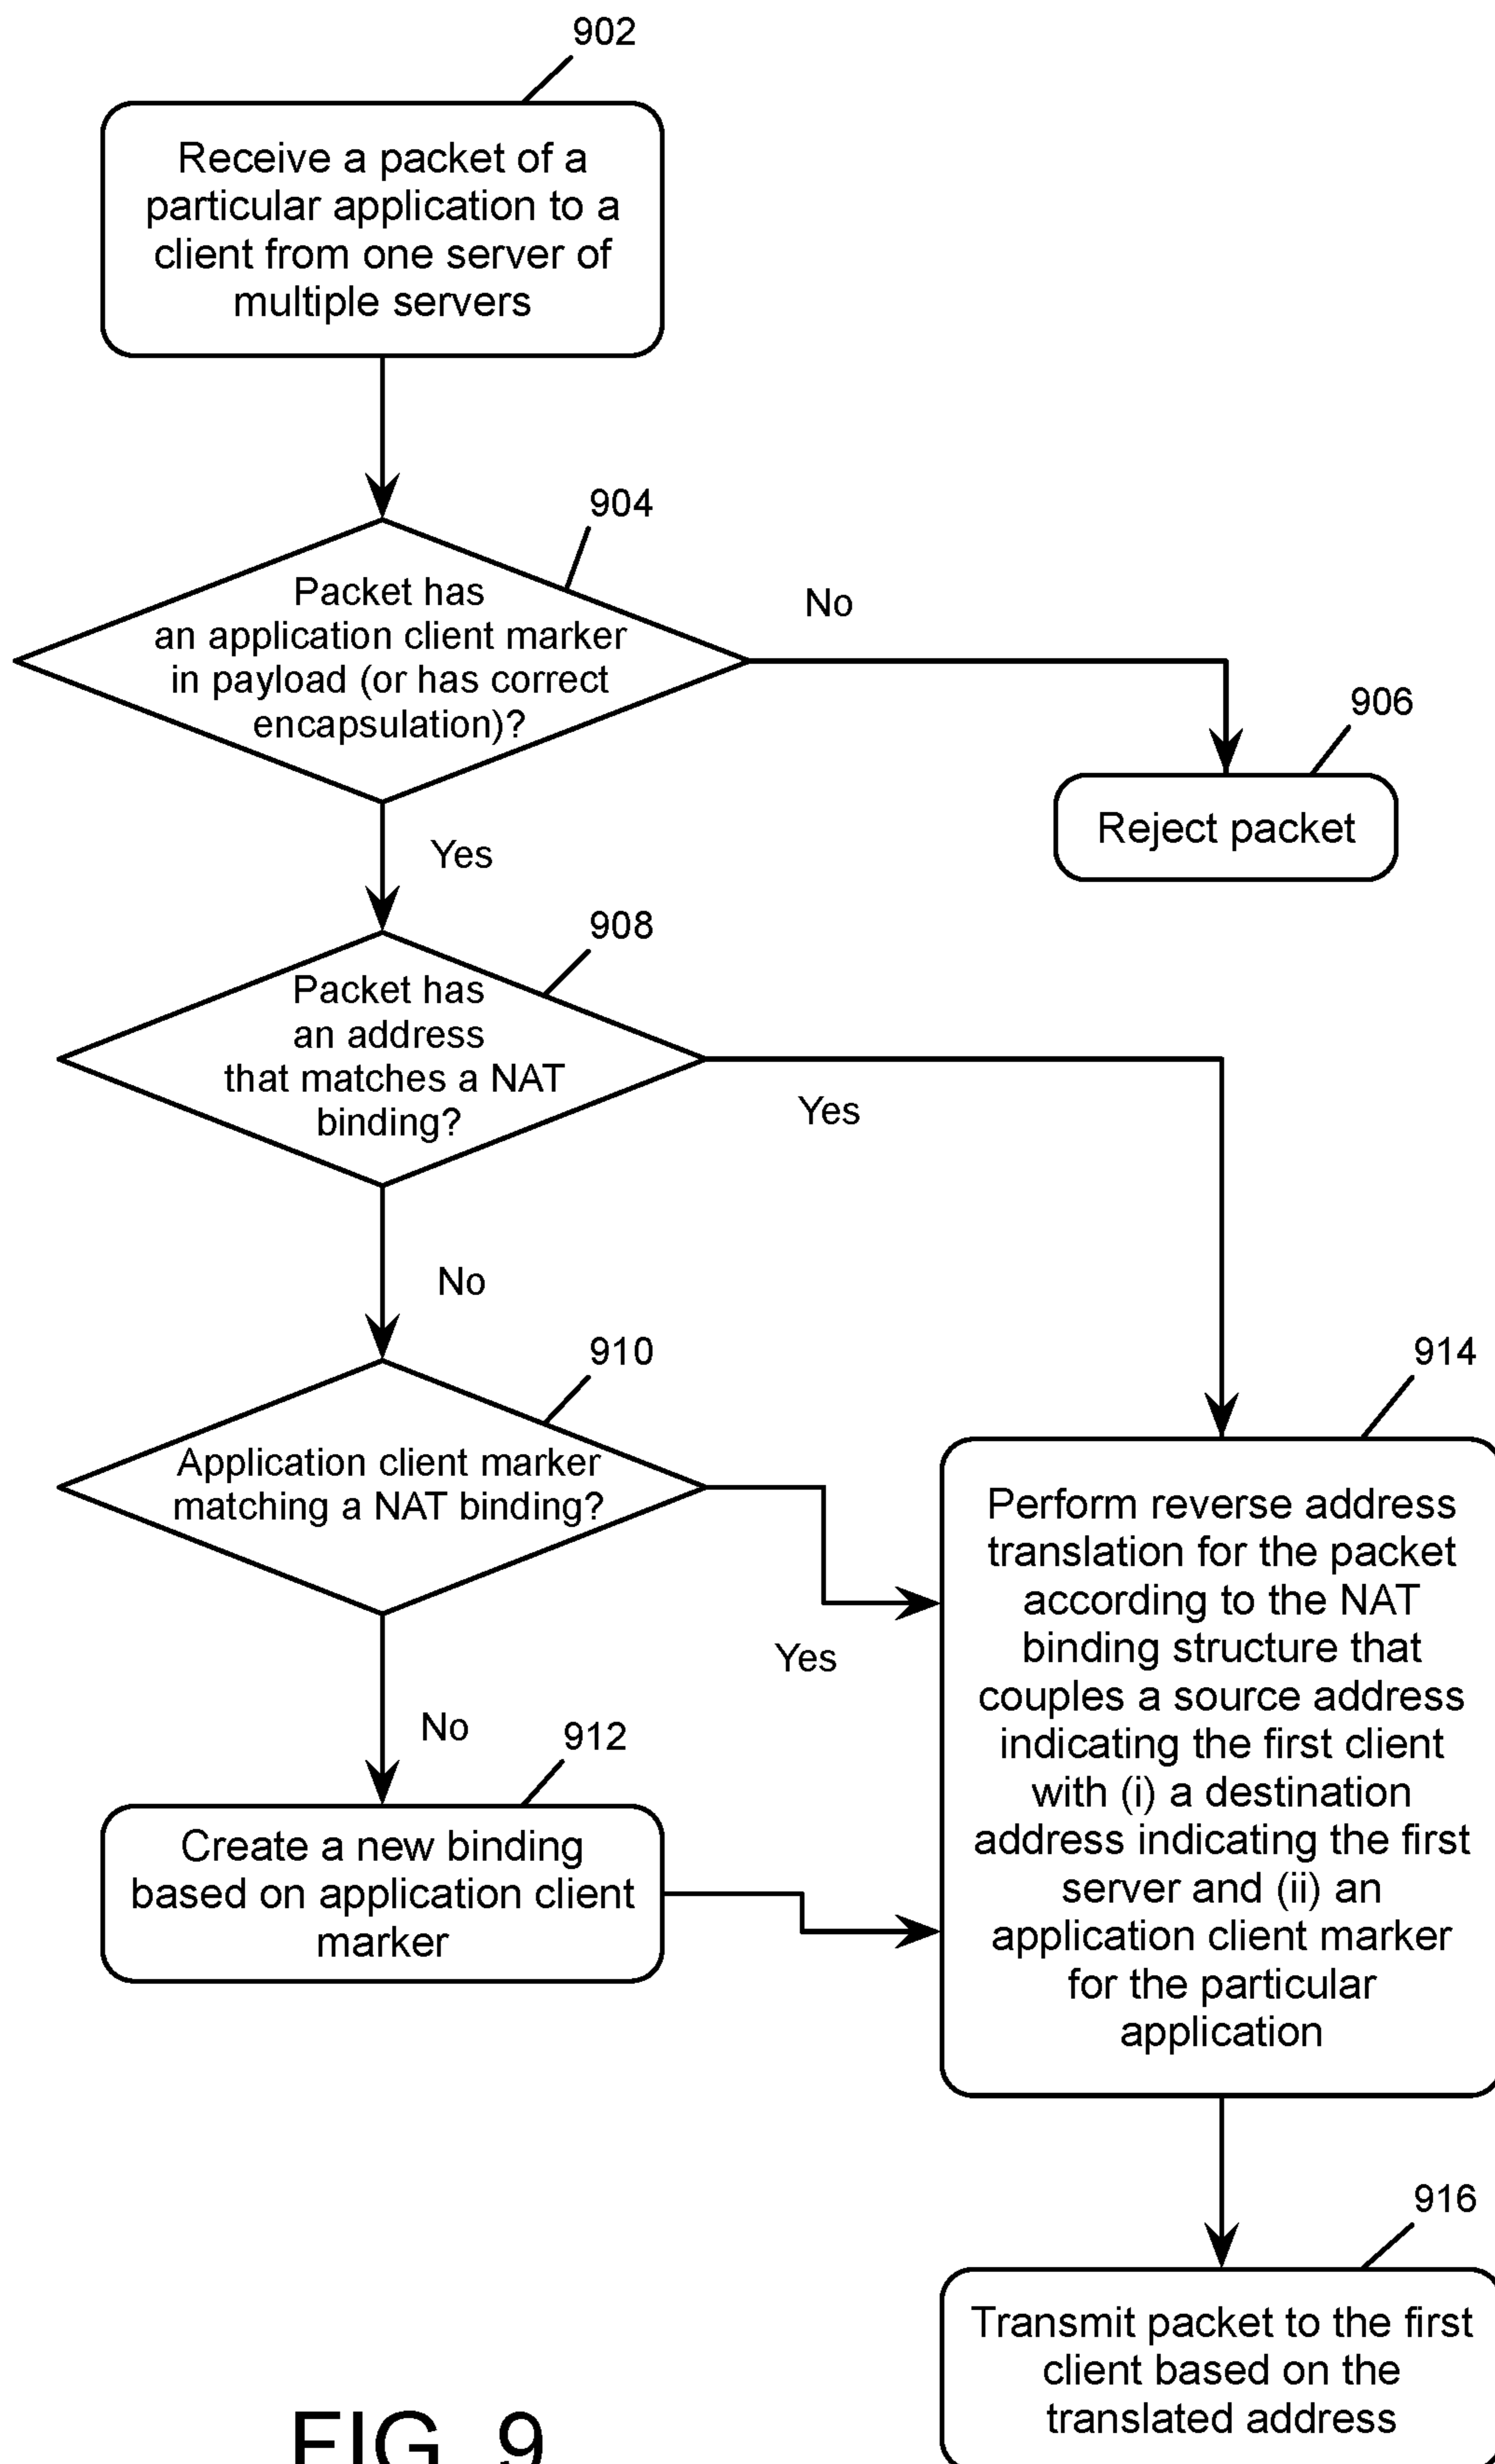 902
Receive a packet of a
particular application to a
client from one server of
multiple servers
904
Packet has
an application client marker
in payload (or has correct
encapsulation)?
No
906
Reject packet
Yes
908
Packet has
an address
that matches a NAT
binding?
Yes
No
910
Application client marker
matching a NAT binding?
Yes
No
912
Create a new binding
based on application client
marker
914
Perform reverse address
translation for the packet
according to the NAT
binding structure that
couples a source address
indicating the first client
with (i) a destination
address indicating the first
server and (ii) an
application client marker
for the particular
application
916
Transmit packet to the first
client based on the
translated address
FIG. 9